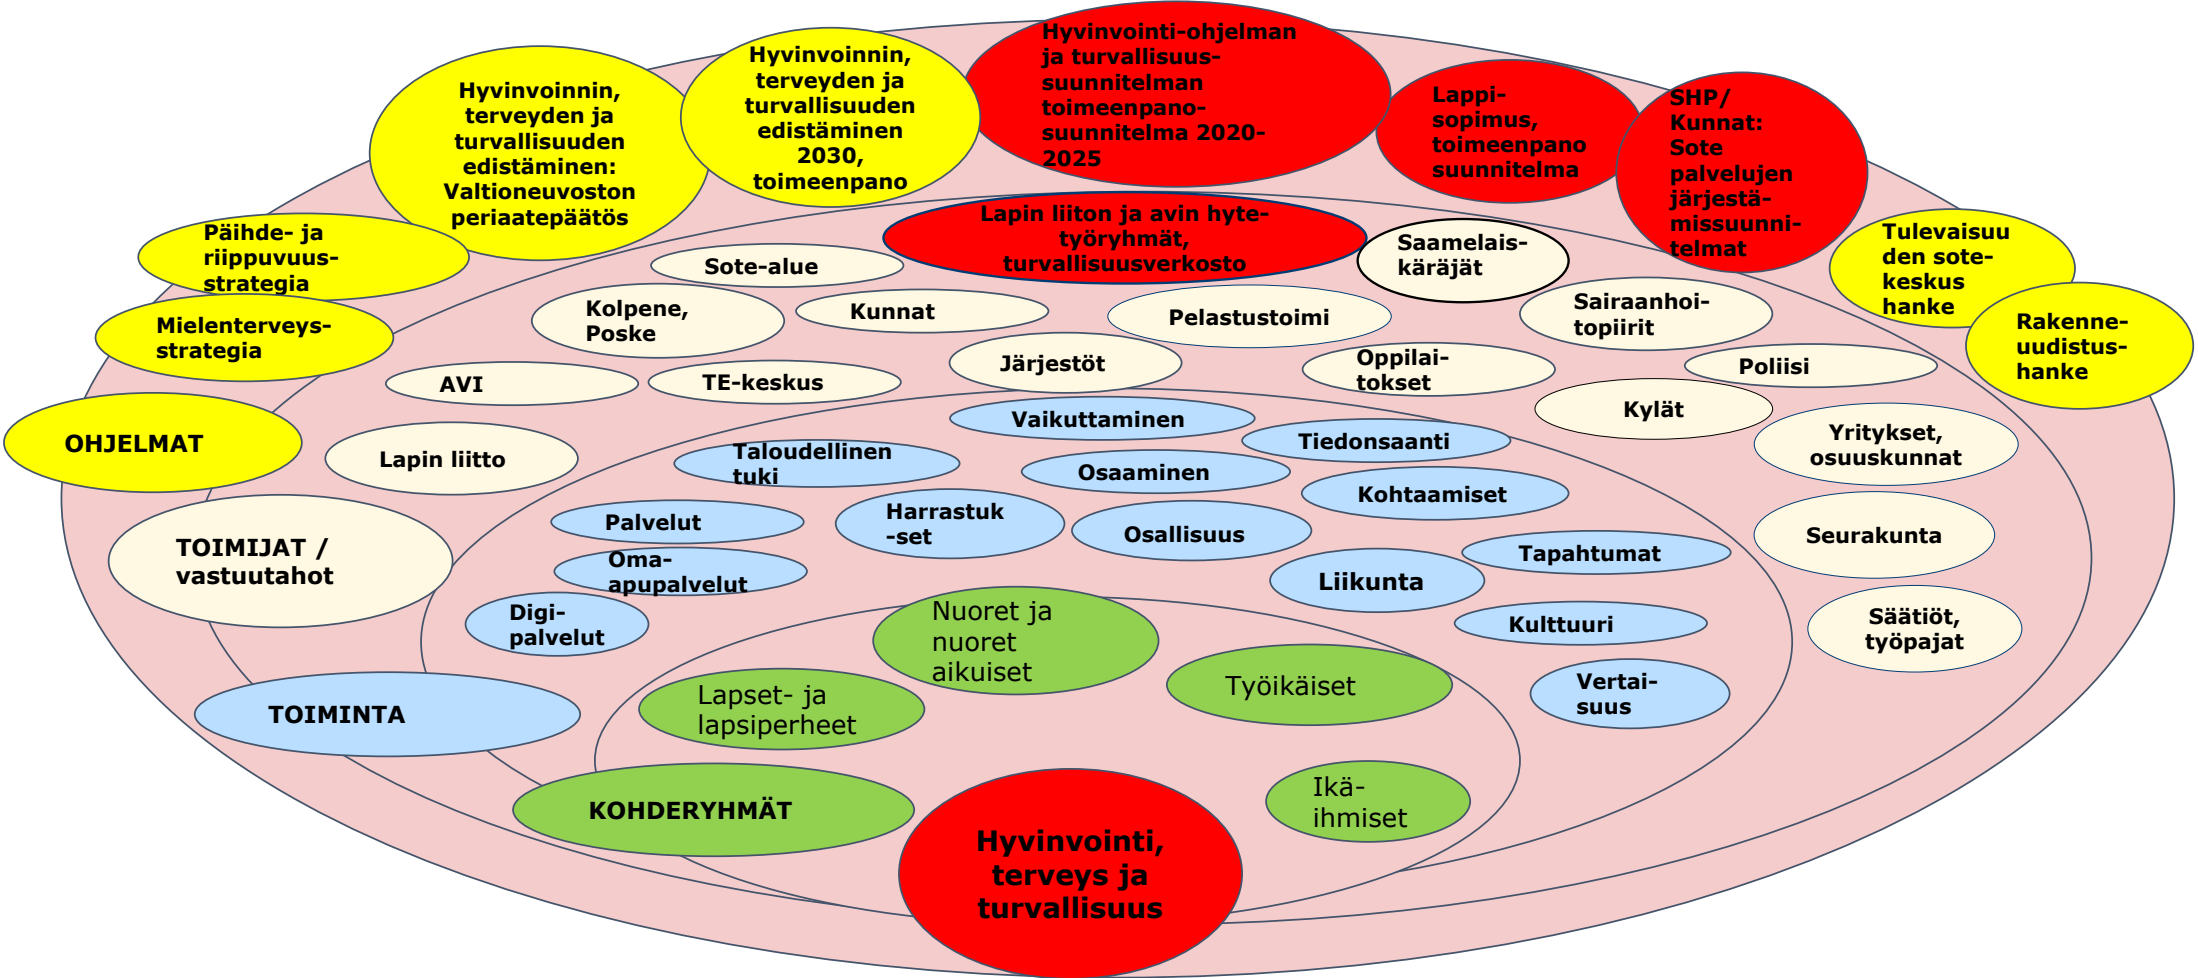 Hyvinvoinnin,
terveyden ja
turvallisuuden
edistäminen:
Valtioneuvoston
periaatepäätös
Hyvinvoinnin,
terveyden ja
turvallisuuden
edistäminen
2030,
toimeenpano
Hyvinvointi-ohjelman
ja turvallisuus-
suunnitelman
toimeenpano-
suunnitelma 2020-
2025
Lappi-
sopimus,
toimeenpano
suunnitelma
SHP/
Kunnat:
Sote
palvelujen
järjestä-
missuunni-
telmat
Tulevaisuu
den sote-
keskus
hanke
Rakenne-
uudistus-
hanke
Päihde- ja
riippuvuus-
strategia
Mielenterveys-
strategia
OHJELMAT
Lapin liiton ja avin hyte-
työryhmät,
turvallisuusverkosto
Saamelais-
käräjät
Sote-alue
Kolpene,
Poske
Kunnat
Pelastustoimi
Sairaanhoi-
topiirit
AVI
TE-keskus
Järjestöt
Oppilai-
tokset
Poliisi
Kylät
Lapin liitto
Yritykset,
osuuskunnat
Seurakunta
Säätiöt,
työpajat
TOIMIJAT /
vastuutahot
Vaikuttaminen
Tiedonsaanti
Taloudellinen
tuki
Osaaminen
Kohtaamiset
Palvelut
Harrastuk
-set
Osallisuus
Tapahtumat
Oma-
apupalvelut
Liikunta
Digi-
palvelut
Kulttuuri
Vertai-
suus
TOIMINTA
Nuoret ja
nuoret
aikuiset
Lapset- ja
lapsiperheet
Työikäiset
Ikä-
ihmiset
KOHDERYHMÄT
Hyvinvointi,
terveys ja
turvallisuus